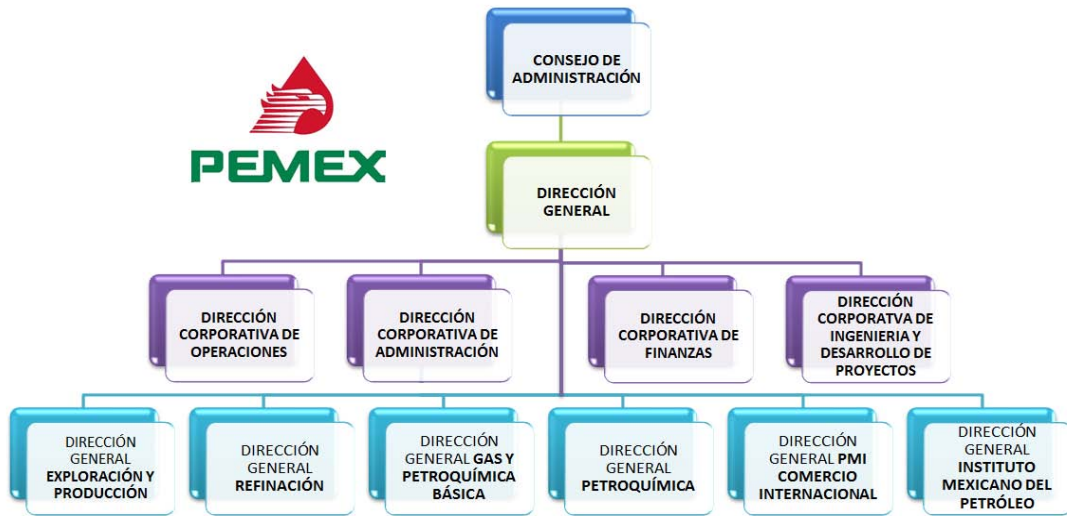 CONSEJO DE
ADMINISTRACIÓN
PEMEX
DIRECCIÓN
GENERAL
DIRECCIÓN
CORPORATIVA DE
OPERACIONES
DIRECCIÓN
CORPORATIVA DE
ADMINISTRACIÓN
DIRECCIÓN
CORPORATIVA DE
FINANZAS
DIRECCIÓN
CORPORATVA DE
INGENIERIA Y
DESARROLLO DE
PROYECTOS
DIRECCIÓN
GENERAL
EXPLORACIÓN Y
PRODUCCIÓN
DIRECCIÓN
GENERAL
REFINACIÓN
DIRECCIÓN
GENERAL GAS Y
PETROQUÍMICA
BÁSICA
DIRECCIÓN
GENERAL
PETROQUÍMICA
DIRECCIÓN
GENERAL PMI
COMERCIO
INTERNACIONAL
DIRECCIÓN
GENERAL
INSTITUTO
MEXICANO DEL
PETRÓLEO